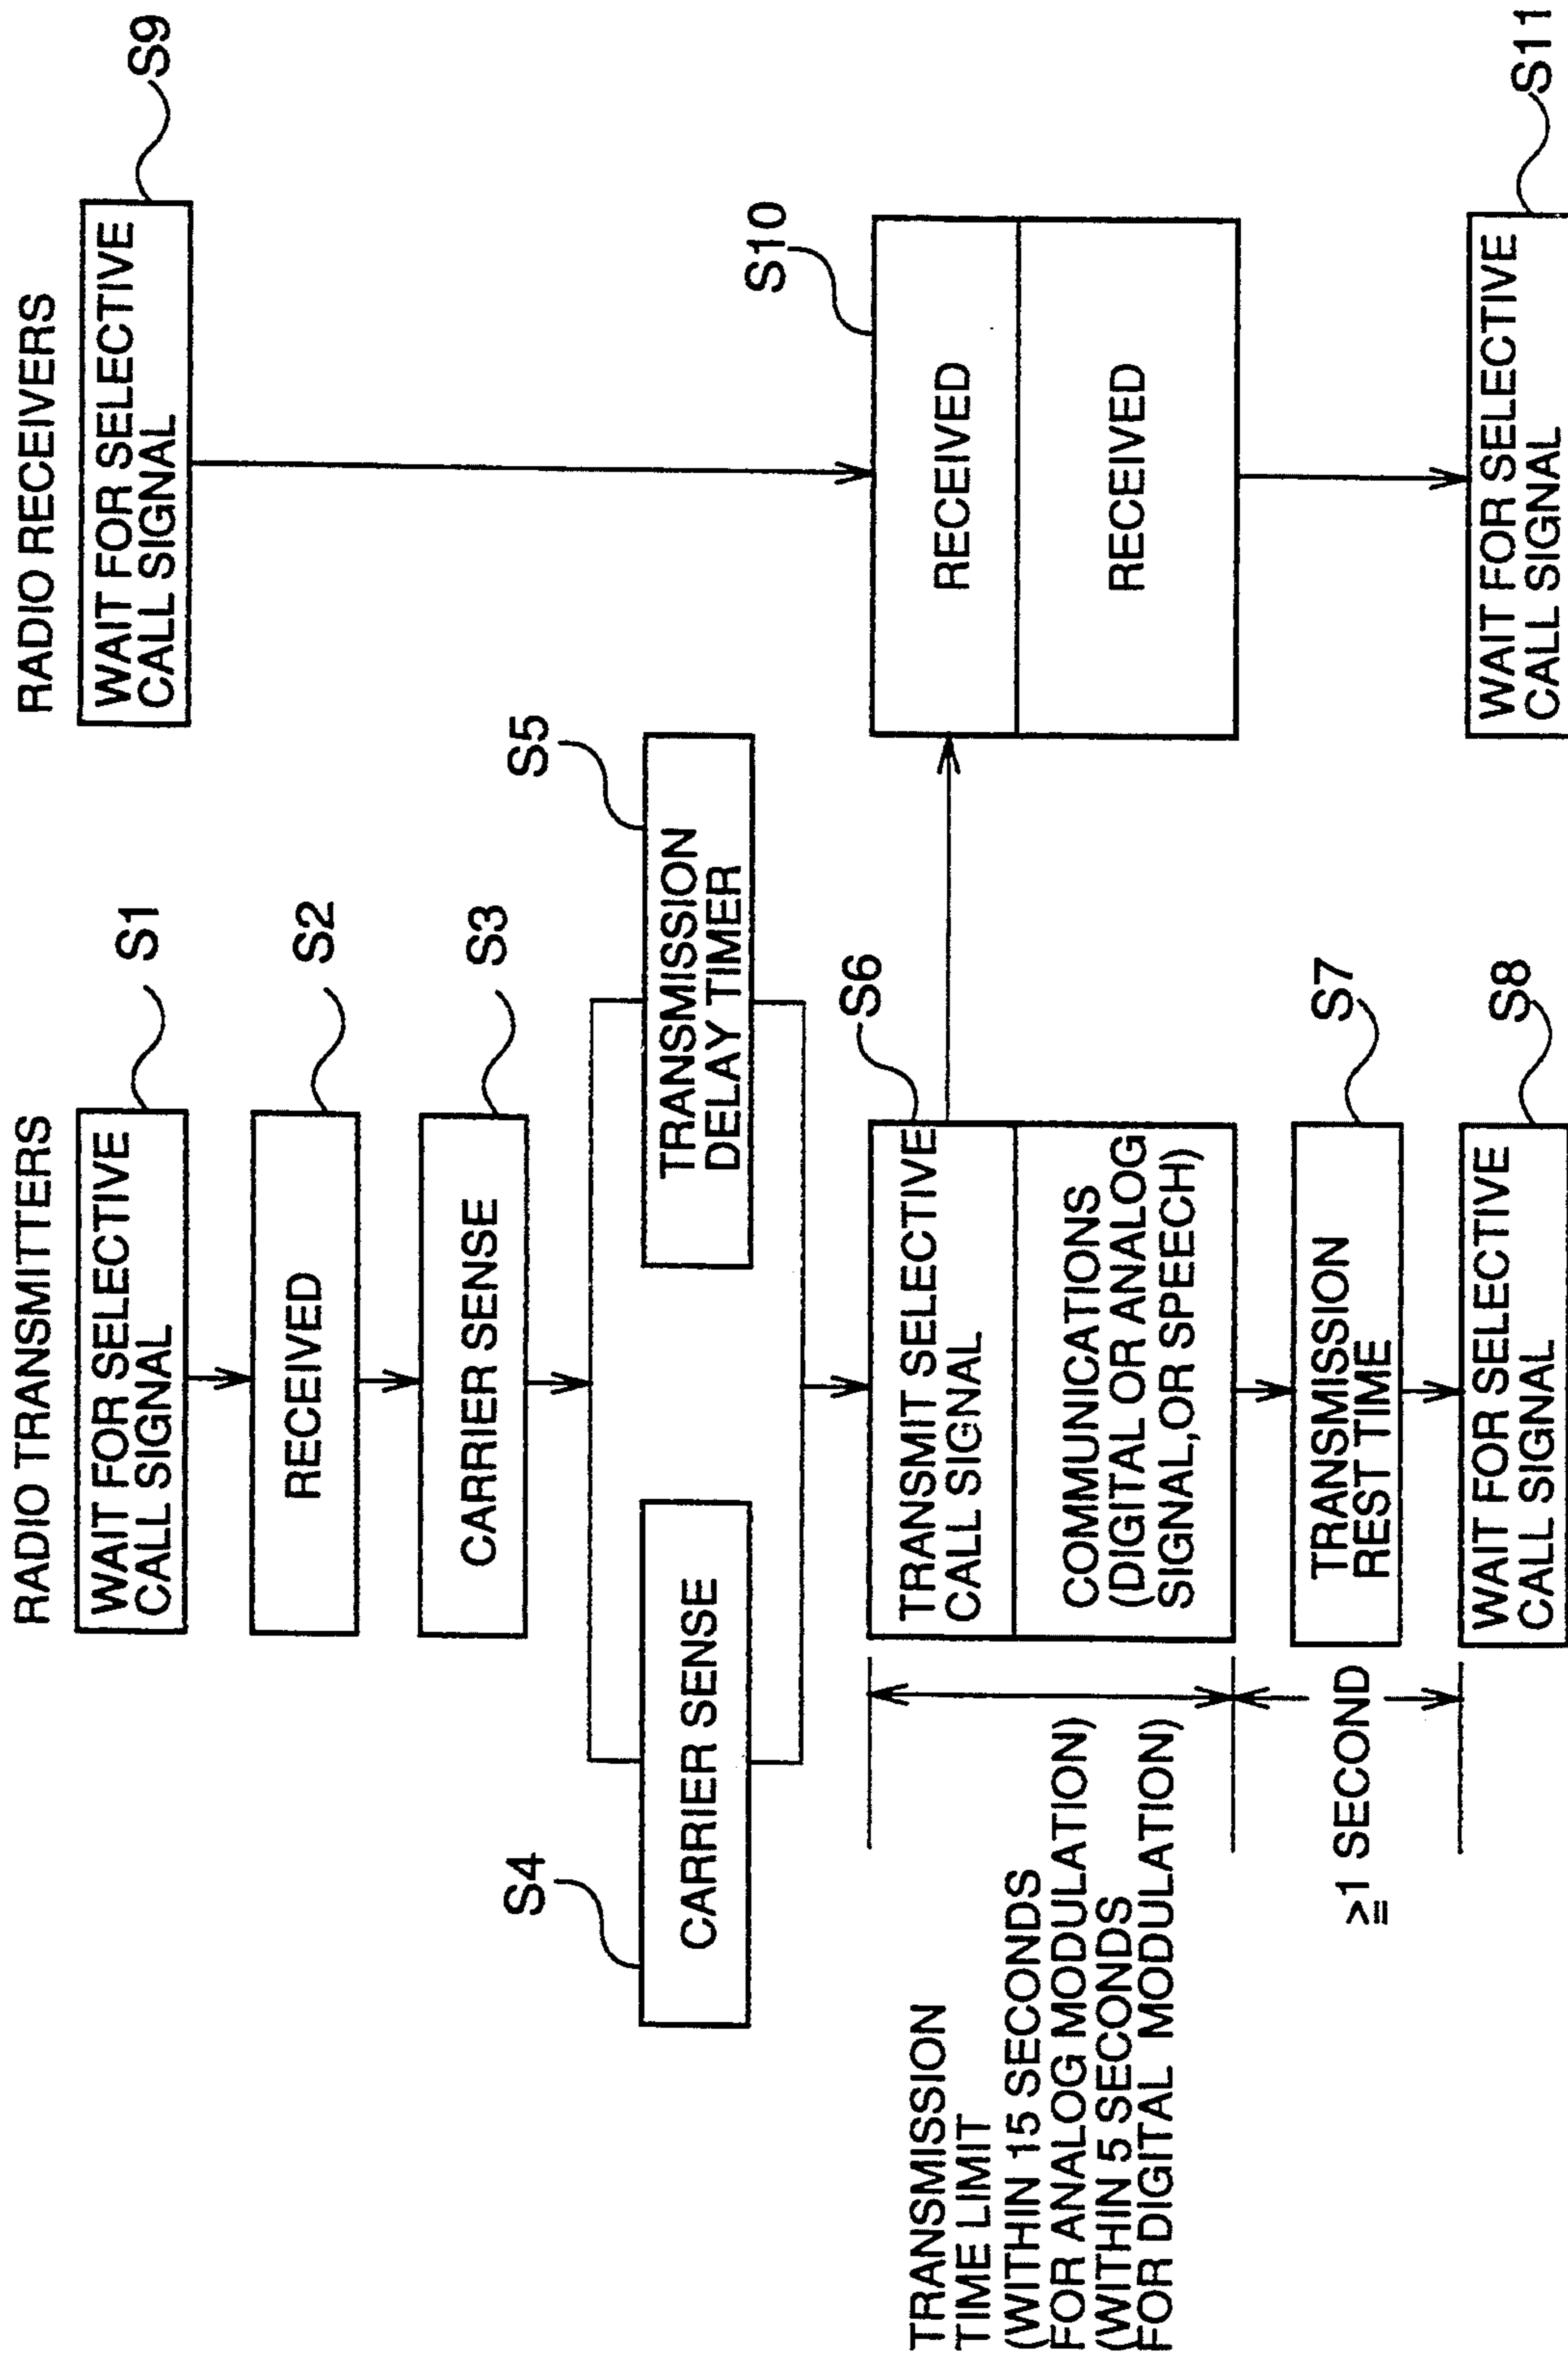 RADIO TRANSMITTERS
WAIT FOR SELECTIVE
CALL SIGNAL
S1
RECEIVED
S2
CARRIER SENSE
S3
S4
CARRIER SENSE
TRANSMISSION
DELAY TIMER
S5
TRANSMISSION
TIME LIMIT
(WITHIN 15 SECONDS
FOR ANALOG MODULATION)
(WITHIN 5 SECONDS
FOR DIGITAL MODULATION)
TRANSMIT SELECTIVE
CALL SIGNAL
S6
COMMUNICATIONS
(DIGITAL OR ANALOG
SIGNAL,OR SPEECH)
≧1 SECOND
TRANSMISSION
REST TIME
S7
WAIT FOR SELECTIVE
CALL SIGNAL
S8
RADIO RECEIVERS
WAIT FOR SELECTIVE
CALL SIGNAL
S9
S10
RECEIVED
RECEIVED
WAIT FOR SELECTIVE
CALL SIGNAL
S11